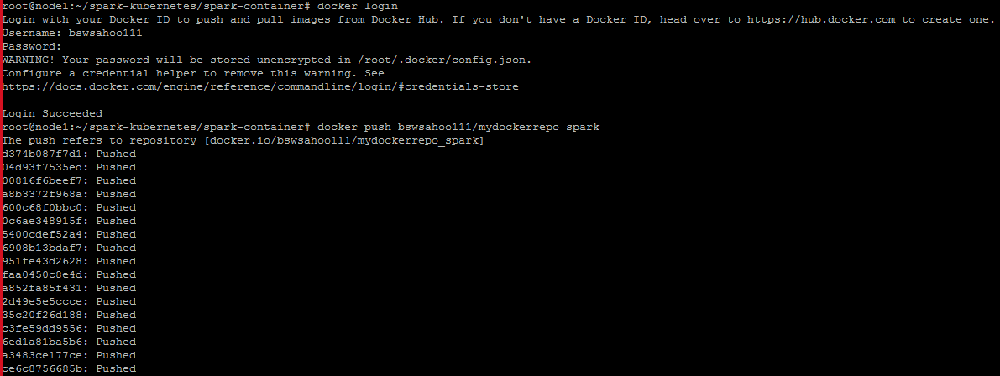 root@node1:~/spark-kubernetes/spark-container# docker login
Login with your Docker ID to push and pull images from Docker Hub. If you don't have a Docker ID, head over to https://hub.docker.com to create one.
Username: bswsahoo111
Password:
WARNING! Your password will be stored unencrypted in /root/.docker/config.json.
Configure a credential helper to remove this warning. See
https://docs.docker.com/engine/reference/commandline/login/#credentials-store
Login Succeeded
root@node1:~/spark-kubernetes/spark-container# docker push bswsahoo111/mydockerrepo_spark
The push refers to repository [docker.io/bswsahoo111/mydockerrepo_spark]
d374b087f7d1: Pushed
04d93f7535ed: Pushed
00816f6beef7: Pushed
a8b3372f968a: Pushed
600c68f0bbc0: Pushed
0c6ae348915f: Pushed
5400cdef52a4: Pushed
6908b13bdaf7: Pushed
951fe43d2628: Pushed
faa0450c8e4d: Pushed
a852fa85f431: Pushed
2d49e5e5ccce: Pushed
35c20f26d188: Pushed
c3fe59dd9556: Pushed
6ed1a81ba5b6: Pushed
a3483ce177ce: Pushed
ce6c8756685b: Pushed